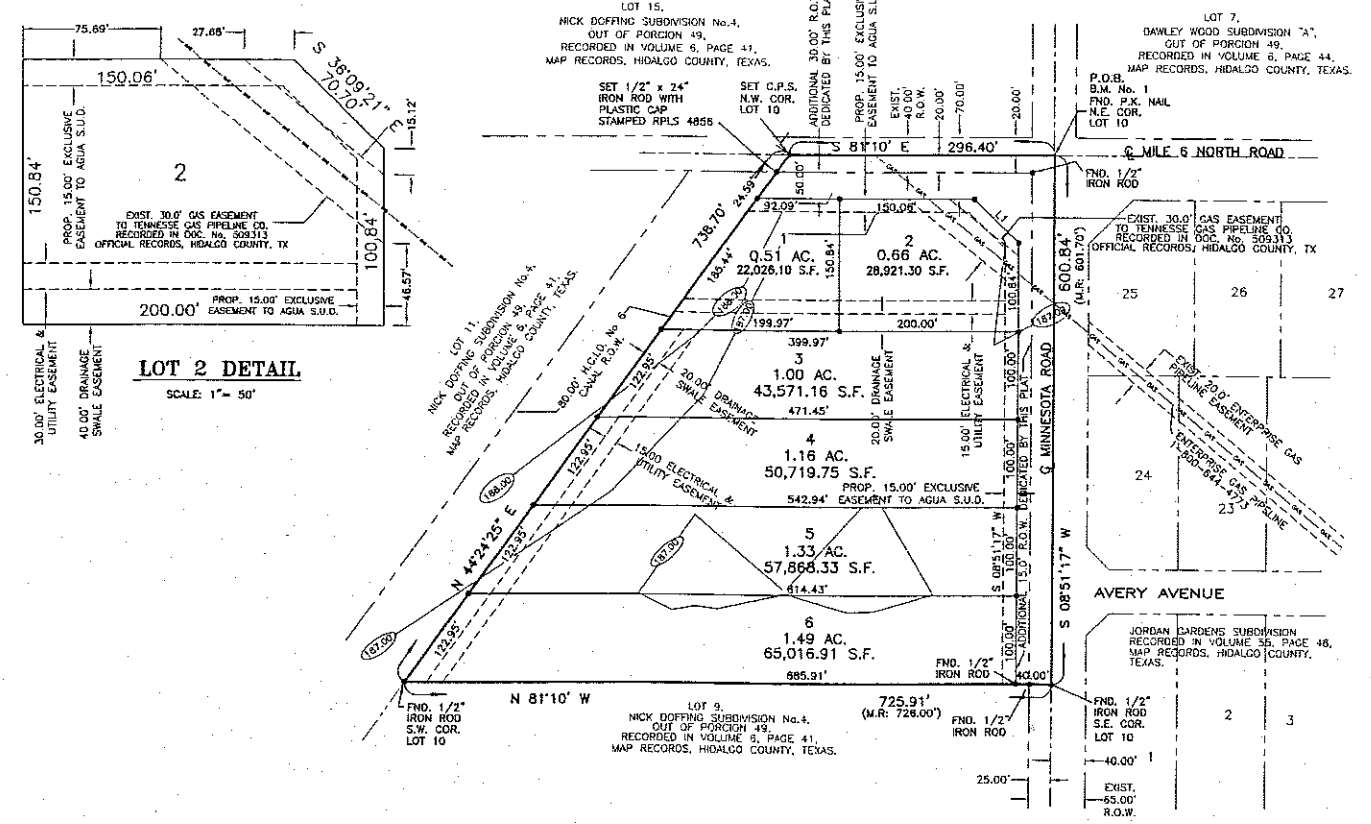 75.69'
27.68'
S 36°09'21" E
70.70'
15.12'
150.06'
150.84'
PROP. 15.00' EXCLUSIVE
EASEMENT TO AGUA S.U.D.
2
EXIST. 30.0' GAS EASEMENT
TO TENNESSE GAS PIPELINE CO.
RECORDED IN DOC. No. 509313
OFFICIAL RECORDS, HIDALGO COUNTY, TX
100.84'
46.57'
200.00'
PROP. 15.00' EXCLUSIVE
EASEMENT TO AGUA S.U.D.
30.00' ELECTRICAL &
UTILITY EASEMENT
40.00' DRAINAGE
SWALE EASEMENT
LOT 2 DETAIL
SCALE: 1"= 50'
LOT 15,
NICK DOFFING SUBDIVISION No.4,
OUT OF PORCION 49,
RECORDED IN VOLUME 6, PAGE 41,
MAP RECORDS, HIDALGO COUNTY, TEXAS.
SET 1/2" x 24"
IRON ROD WITH
PLASTIC CAP
STAMPED RPLS 4856
SET C.P.S.
N.W. COR.
LOT 10
ADDITIONAL 30.00' R.O.W.
DEDICATED BY THIS PLAT
PROP. 15.00' EXCLUSIVE
EASEMENT TO AGUA S.U.D.
EXIST.
40.00'
R.O.W.
20.00'
70.00'
20.00'
LOT 7,
DAWLEY WOOD SUBDIVISION "A",
OUT OF PORCION 49,
RECORDED IN VOLUME 6, PAGE 44,
MAP RECORDS, HIDALGO COUNTY, TEXAS.
P.O.B.
B.M. No. 1
FND. P.K. NAIL
N.E. COR.
LOT 10
S 81°10' E
296.40'
℄ MILE 6 NORTH ROAD
FND. 1/2"
IRON ROD
50.00'
24.59'
738.70'
185.44'
92.09'
150.06'
L1
GAS GAS GAS
1
0.51 AC.
22,026.10 S.F.
150.84'
2
0.66 AC.
28,921.30 S.F.
100.84'
600.84'
(M.R: 601.70')
EXIST. 30.0' GAS EASEMENT
TO TENNESSE GAS PIPELINE CO.
RECORDED IN DOC. No. 509313
OFFICIAL RECORDS, HIDALGO COUNTY, TX
25
26
27
188.00
187.00
187.00
199.97'
200.00'
399.97'
LOT 11,
NICK DOFFING SUBDIVISION No.4,
OUT OF PORCION 49,
RECORDED IN VOLUME 6, PAGE 41,
MAP RECORDS, HIDALGO COUNTY, TEXAS.
80.00' H.C.I.D. No 6
CANAL R.O.W.
122.95'
20.00' DRAINAGE
SWALE EASEMENT
3
1.00 AC.
43,571.16 S.F.
471.45'
20.00' DRAINAGE
SWALE EASEMENT
15.00' ELECTRICAL &
UTILITY EASEMENT
100.00'
℄ MINNESOTA ROAD
EXIST. 20.0' ENTERPRISE GAS
PIPELINE EASEMENT
ENTERPRISE GAS PIPELINE
1-800-644-4773
GAS GAS GAS
24
23
188.00
122.95'
15.00 ELECTRICAL &
UTILITY EASEMENT
4
1.16 AC.
50,719.75 S.F.
542.94'
PROP. 15.00' EXCLUSIVE
EASEMENT TO AGUA S.U.D.
100.00'
ADDITIONAL 15.0' R.O.W. DEDICATED BY THIS PLAT
N 44°24'25" E
122.95'
187.00
5
1.33 AC.
57,868.33 S.F.
614.43'
S 08°51'17" W
100.00'
S 08°51'17" W
AVERY AVENUE
187.00
122.95'
6
1.49 AC.
65,016.91 S.F.
685.91'
100.00'
FND. 1/2"
IRON ROD
40.00'
JORDAN GARDENS SUBDIVISION
RECORDED IN VOLUME 36, PAGE 48,
MAP RECORDS, HIDALGO COUNTY,
TEXAS.
FND. 1/2"
IRON ROD
S.W. COR.
LOT 10
N 81°10' W
LOT 9,
NICK DOFFING SUBDIVISION No.4,
OUT OF PORCION 49,
RECORDED IN VOLUME 6, PAGE 41,
MAP RECORDS, HIDALGO COUNTY, TEXAS.
725.91'
(M.R: 726.00')
FND. 1/2"
IRON ROD
FND. 1/2"
IRON ROD
S.E. COR.
LOT 10
2
3
1
40.00'
25.00'
EXIST.
65.00'
R.O.W.